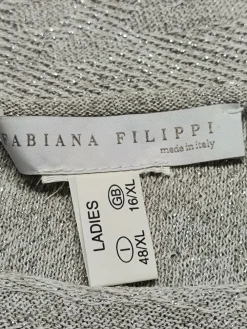 FABIANA FILIPPI
made in italy
LADIES
GB 16/XL
I 48/XL